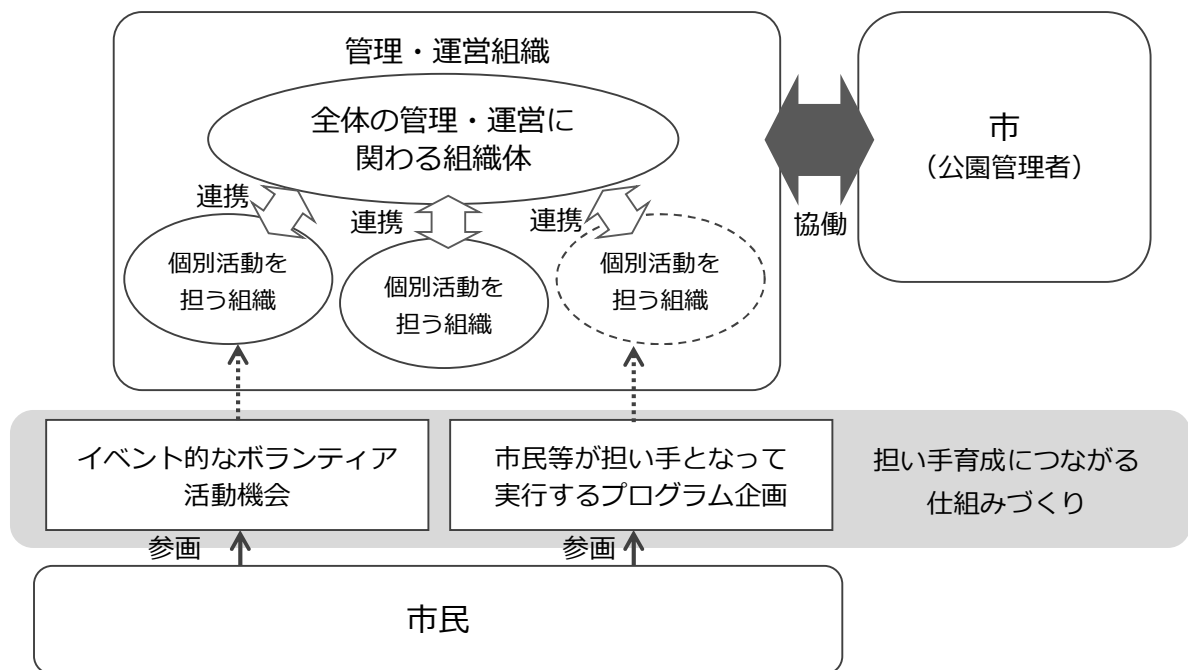 管理・運営組織
全体の管理・運営に
関わる組織体
市
（公園管理者）
協働
連携
連携
連携
個別活動を
担う組織
個別活動を
担う組織
個別活動を
担う組織
イベント的なボランティア
活動機会
市民等が担い手となって
実行するプログラム企画
担い手育成につながる
仕組みづくり
参画
参画
市民